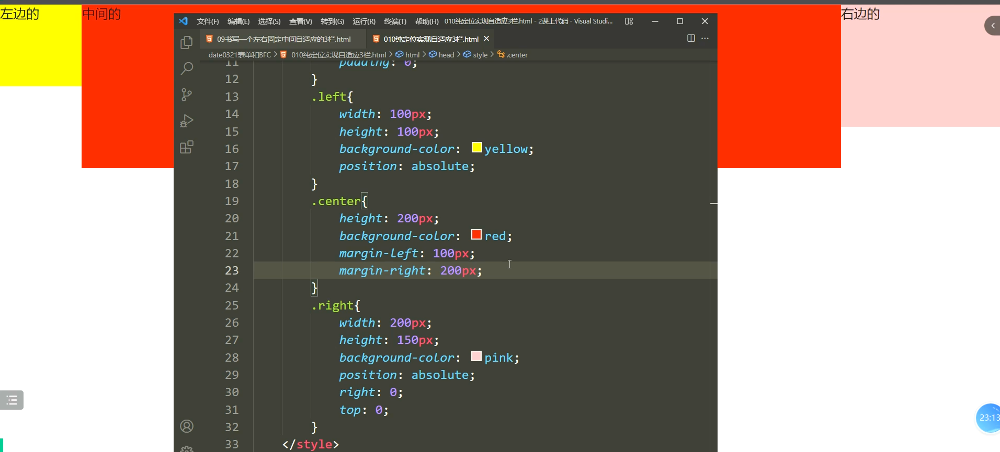 左边的
中间的
右边的
文件(F) 编辑(E) 选择(S) 查看(V) 转到(G) 运行(R) 终端(T) 帮助(H) 010纯定位实现自适应3栏.html - 2课上代码 - Visual Studi...
09书写一个左右固定中间自适应的3栏.html 010纯定位实现自适应3栏.html
date0321表单和BFC > 010纯定位实现自适应3栏.html > html > head > style > .center
11 padding: 0;
12 }
13 .left{
14 width: 100px;
15 height: 100px;
16 background-color: yellow;
17 position: absolute;
18 }
19 .center{
20 height: 200px;
21 background-color: red;
22 margin-left: 100px;
23 margin-right: 200px;
24 }
25 .right{
26 width: 200px;
27 height: 150px;
28 background-color: pink;
29 position: absolute;
30 right: 0;
31 top: 0;
32 }
33 </style>
23:13